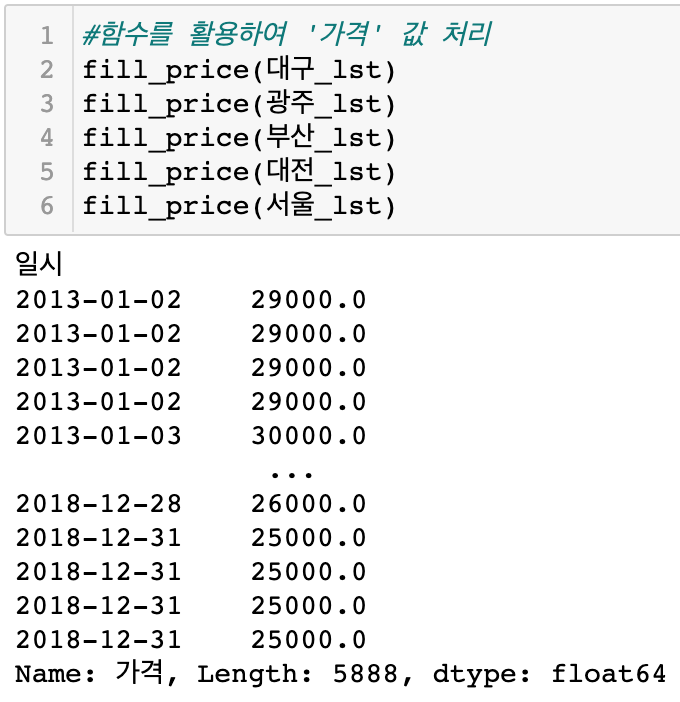 1 #함수를 활용하여 '가격' 값 처리
2 fill_price(대구_lst)
3 fill_price(광주_lst)
4 fill_price(부산_lst)
5 fill_price(대전_lst)
6 fill_price(서울_lst)
일시
2013-01-02 29000.0
2013-01-02 29000.0
2013-01-02 29000.0
2013-01-02 29000.0
2013-01-03 30000.0
...
2018-12-28 26000.0
2018-12-31 25000.0
2018-12-31 25000.0
2018-12-31 25000.0
2018-12-31 25000.0
Name: 가격, Length: 5888, dtype: float64